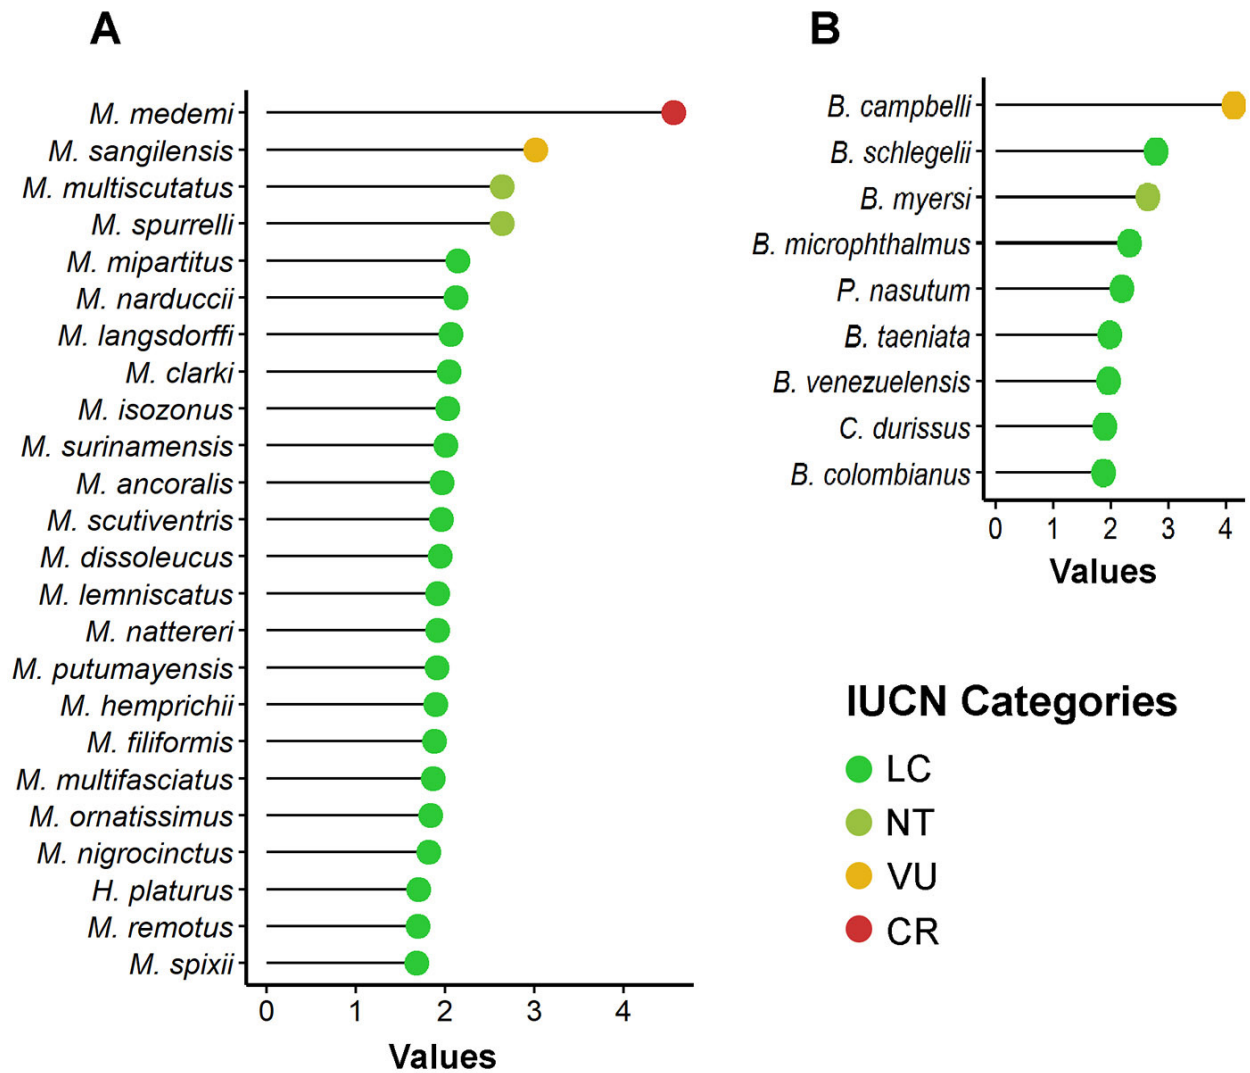 A
M. medemi
M. sangilensis
M. multiscutatus
M. spurrelli
M. mipartitus
M. narduccii
M. langsdorffi
M. clarki
M. isozonus
M. surinamensis
M. ancoralis
M. scutiventris
M. dissoleucus
M. lemniscatus
M. nattereri
M. putumayensis
M. hemprichii
M. filiformis
M. multifasciatus
M. ornatissimus
M. nigrocinctus
H. platurus
M. remotus
M. spixii
0 1 2 3 4
Values
B
B. campbelli
B. schlegelii
B. myersi
B. microphthalmus
P. nasutum
B. taeniata
B. venezuelensis
C. durissus
B. colombianus
0 1 2 3 4
Values
IUCN Categories
LC
NT
VU
CR